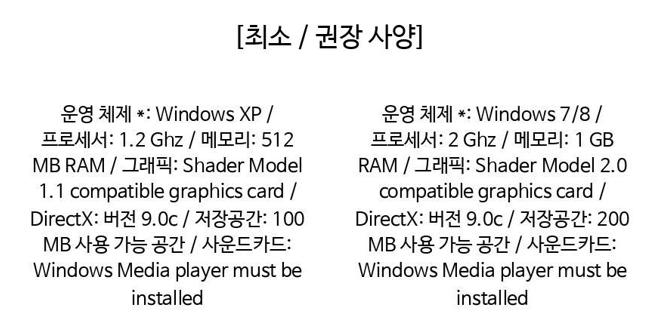 [최소 / 권장 사양]
운영 체제 *: Windows XP /
프로세서: 1.2 Ghz / 메모리: 512
MB RAM / 그래픽: Shader Model
1.1 compatible graphics card /
DirectX: 버전 9.0c / 저장공간: 100
MB 사용 가능 공간 / 사운드카드:
Windows Media player must be
installed
운영 체제 *: Windows 7/8 /
프로세서: 2 Ghz / 메모리: 1 GB
RAM / 그래픽: Shader Model 2.0
compatible graphics card /
DirectX: 버전 9.0c / 저장공간: 200
MB 사용 가능 공간 / 사운드카드:
Windows Media player must be
installed